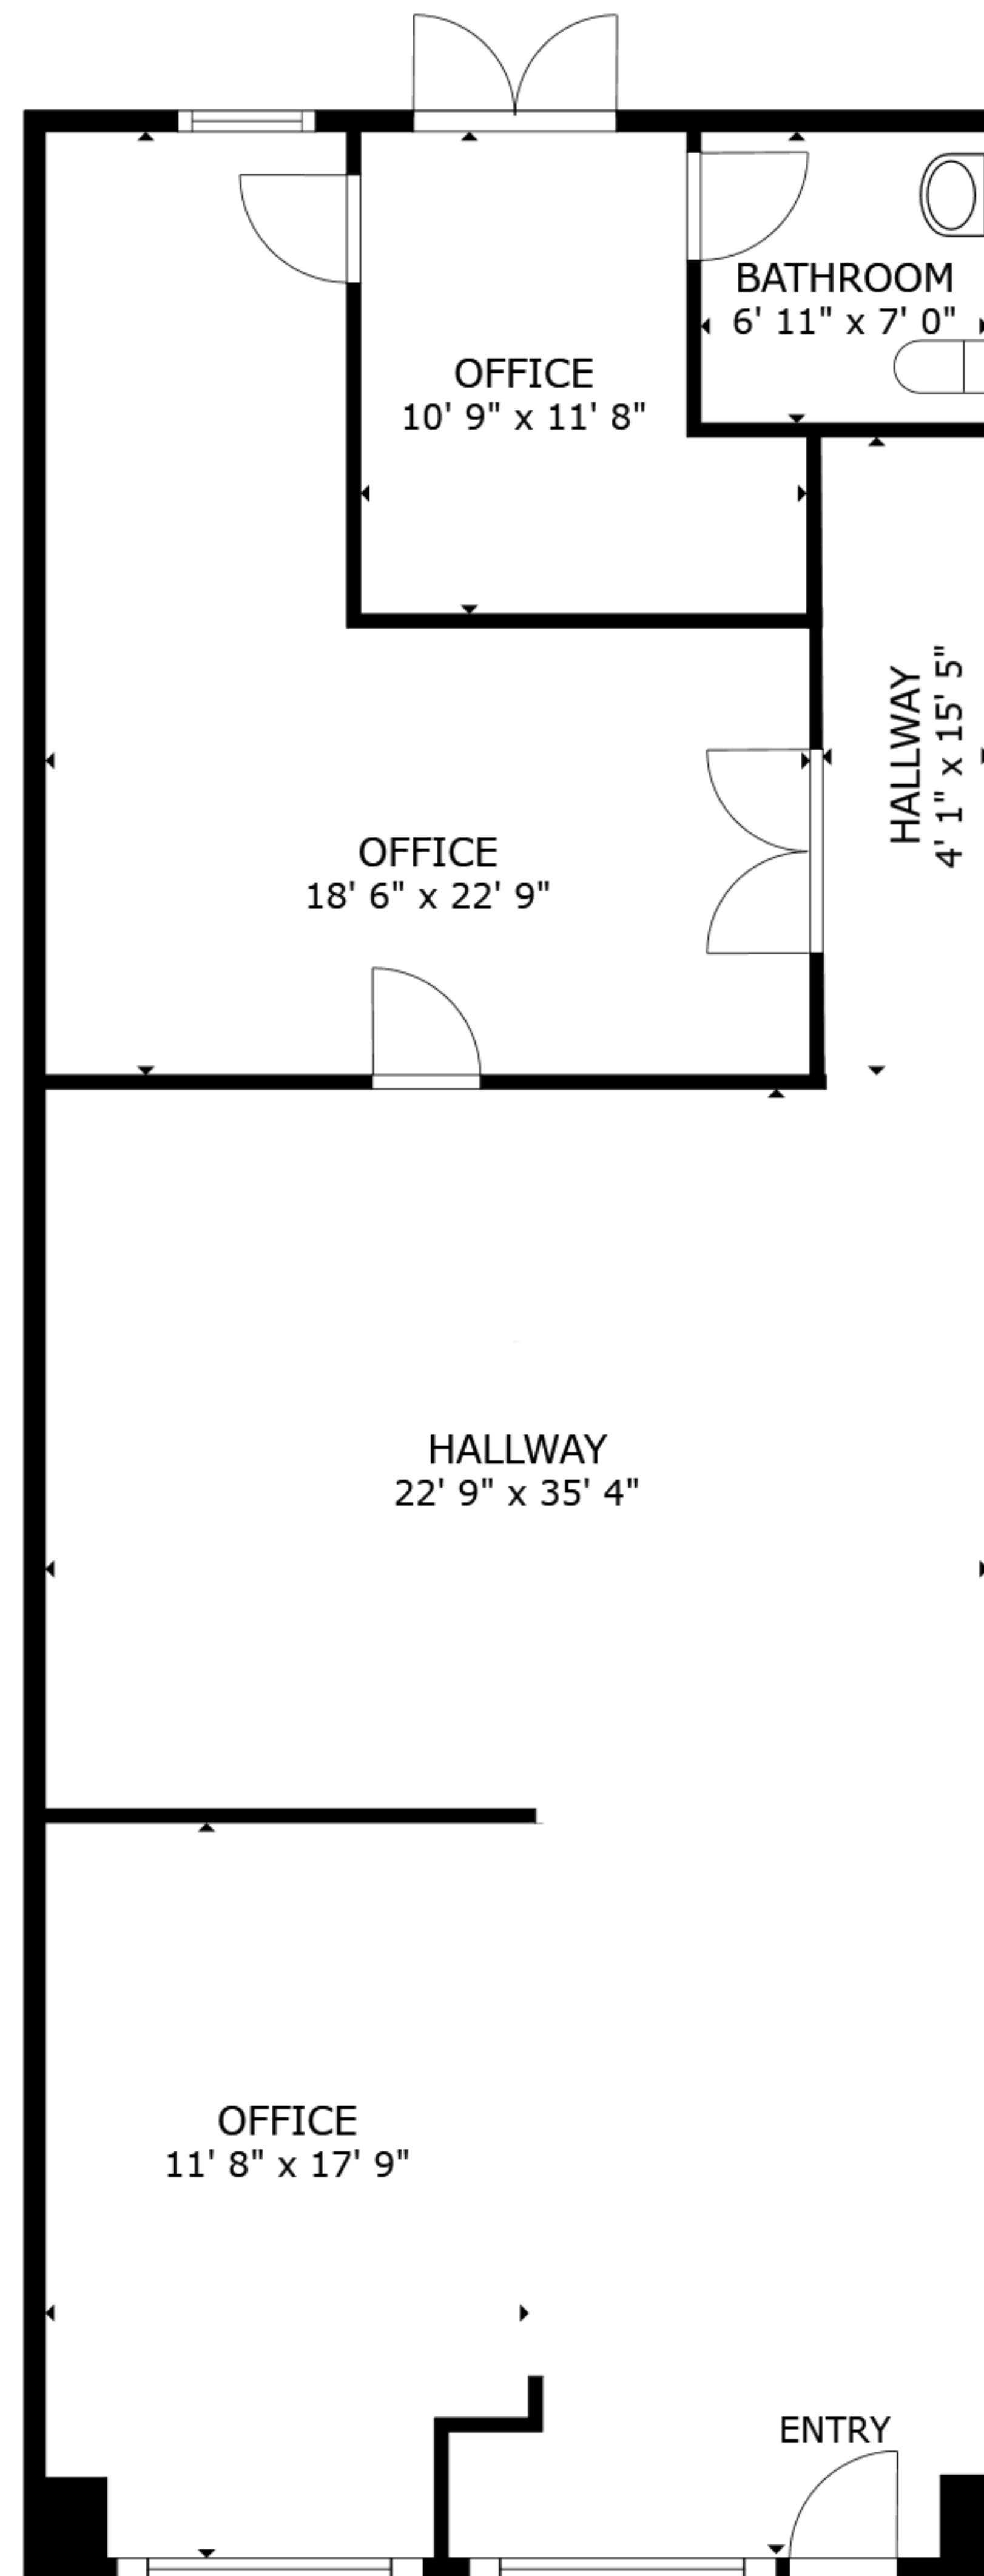 BATHROOM
6' 11" x 7' 0"
OFFICE
10' 9" x 11' 8"
HALLWAY
4' 1" x 15' 5"
OFFICE
18' 6" x 22' 9"
HALLWAY
22' 9" x 35' 4"
OFFICE
11' 8" x 17' 9"
ENTRY